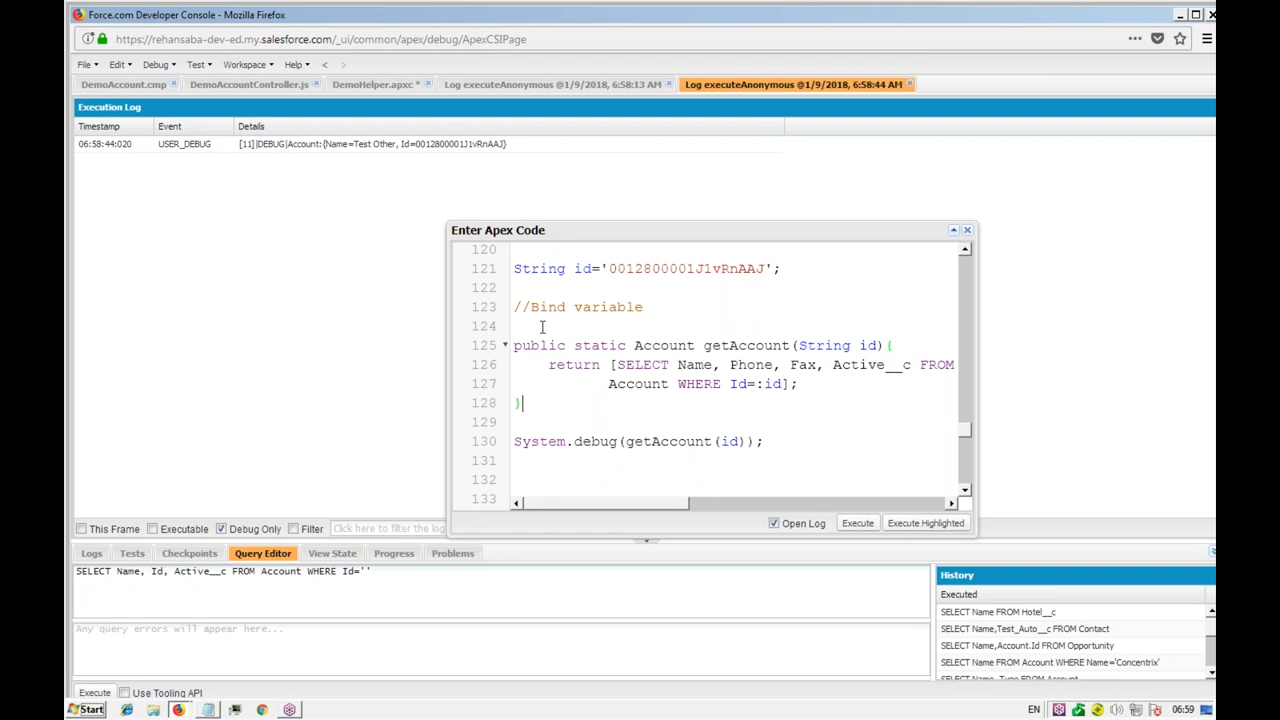 Force.com Developer Console - Mozilla Firefox
https://rehansaba-dev-ed.my.salesforce.com/_ui/common/apex/debug/ApexCSIPage
File Edit Debug Test Workspace Help < >
DemoAccount.cmp DemoAccountController.js DemoHelper.apxc * Log executeAnonymous @1/9/2018, 6:58:13 AM Log executeAnonymous @1/9/2018, 6:58:44 AM
Execution Log
Timestamp Event Details
06:58:44:020 USER_DEBUG [11]|DEBUG|Account:{Name=Test Other, Id=0012800001J1vRnAAJ}
Enter Apex Code
120
121 String id='0012800001J1vRnAAJ';
122
123 //Bind variable
124
125 public static Account getAccount(String id){
126 return [SELECT Name, Phone, Fax, Active__c FROM
127 Account WHERE Id=:id];
128 }
129
130 System.debug(getAccount(id));
131
132
133
Open Log Execute Execute Highlighted
This Frame Executable Debug Only Filter Click here to filter the log
Logs Tests Checkpoints Query Editor View State Progress Problems
SELECT Name, Id, Active__c FROM Account WHERE Id=''
Any query errors will appear here...
History
Executed
SELECT Name FROM Hotel__c
SELECT Name,Test_Auto__c FROM Contact
SELECT Name,Account.Id FROM Opportunity
SELECT Name FROM Account WHERE Name='Concentrix'
SELECT Name, Type FROM Account
Execute Use Tooling API
Start EN 06:59